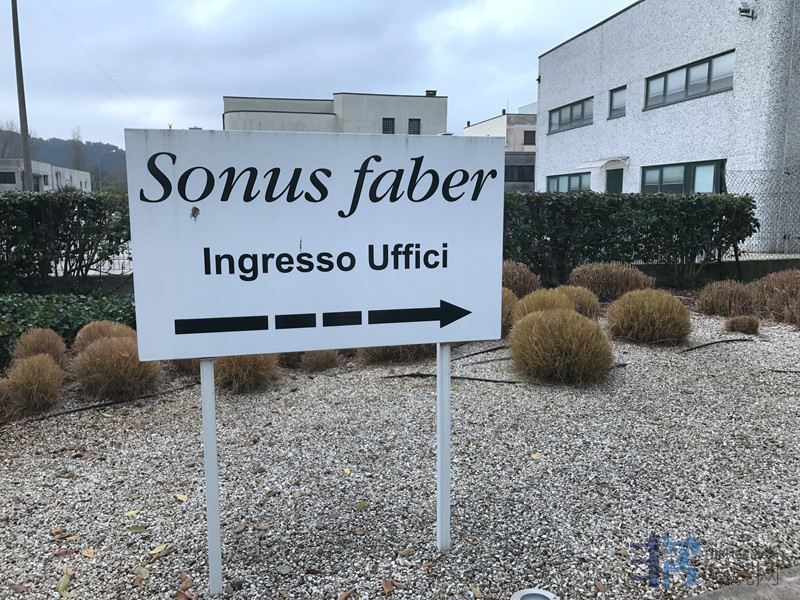 Sonus faber
Ingresso Uffici